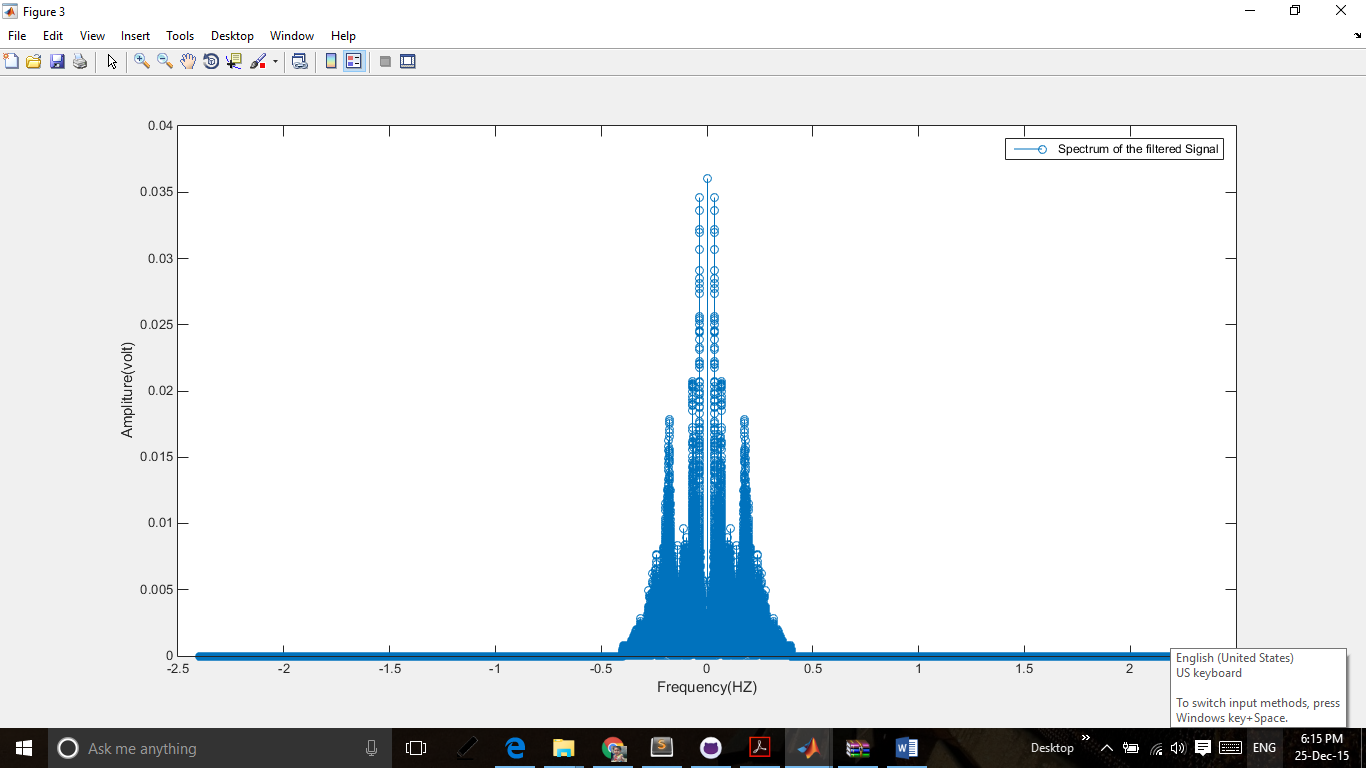 Figure 3
File Edit View Insert Tools Desktop Window Help
0.04
0.035
0.03
0.025
0.02
0.015
0.01
0.005
0
Amplitude(volt)
Spectrum of the filtered Signal
-2.5 -2 -1.5 -1 -0.5 0 0.5 1 1.5 2
Frequency(HZ)
English (United States)
US keyboard
To switch input methods, press
Windows key+Space.
Ask me anything
Desktop
ENG
6:15 PM
25-Dec-15